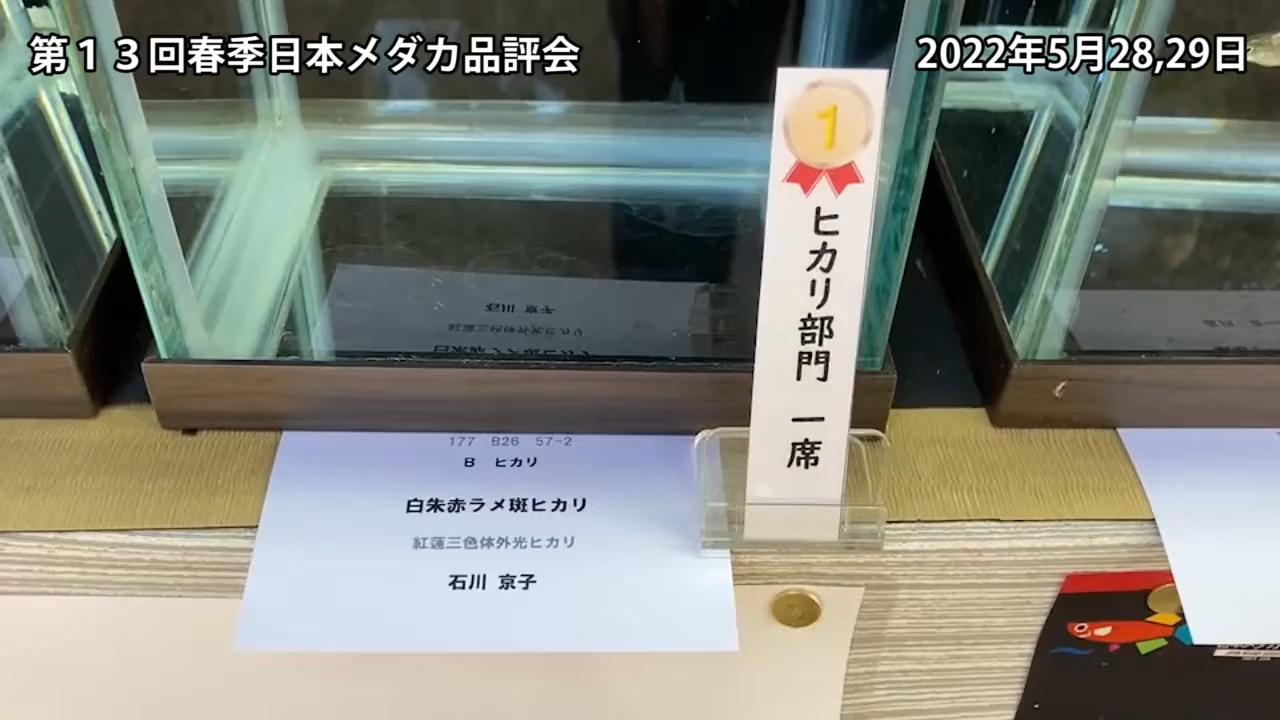 第１３回春季日本メダカ品評会
2022年5月28,29日
1
ヒカリ部門 一席
177 B26 57-2
B ヒカリ
白朱赤ラメ斑ヒカリ
紅蓮三色体外光ヒカリ
石川 京子